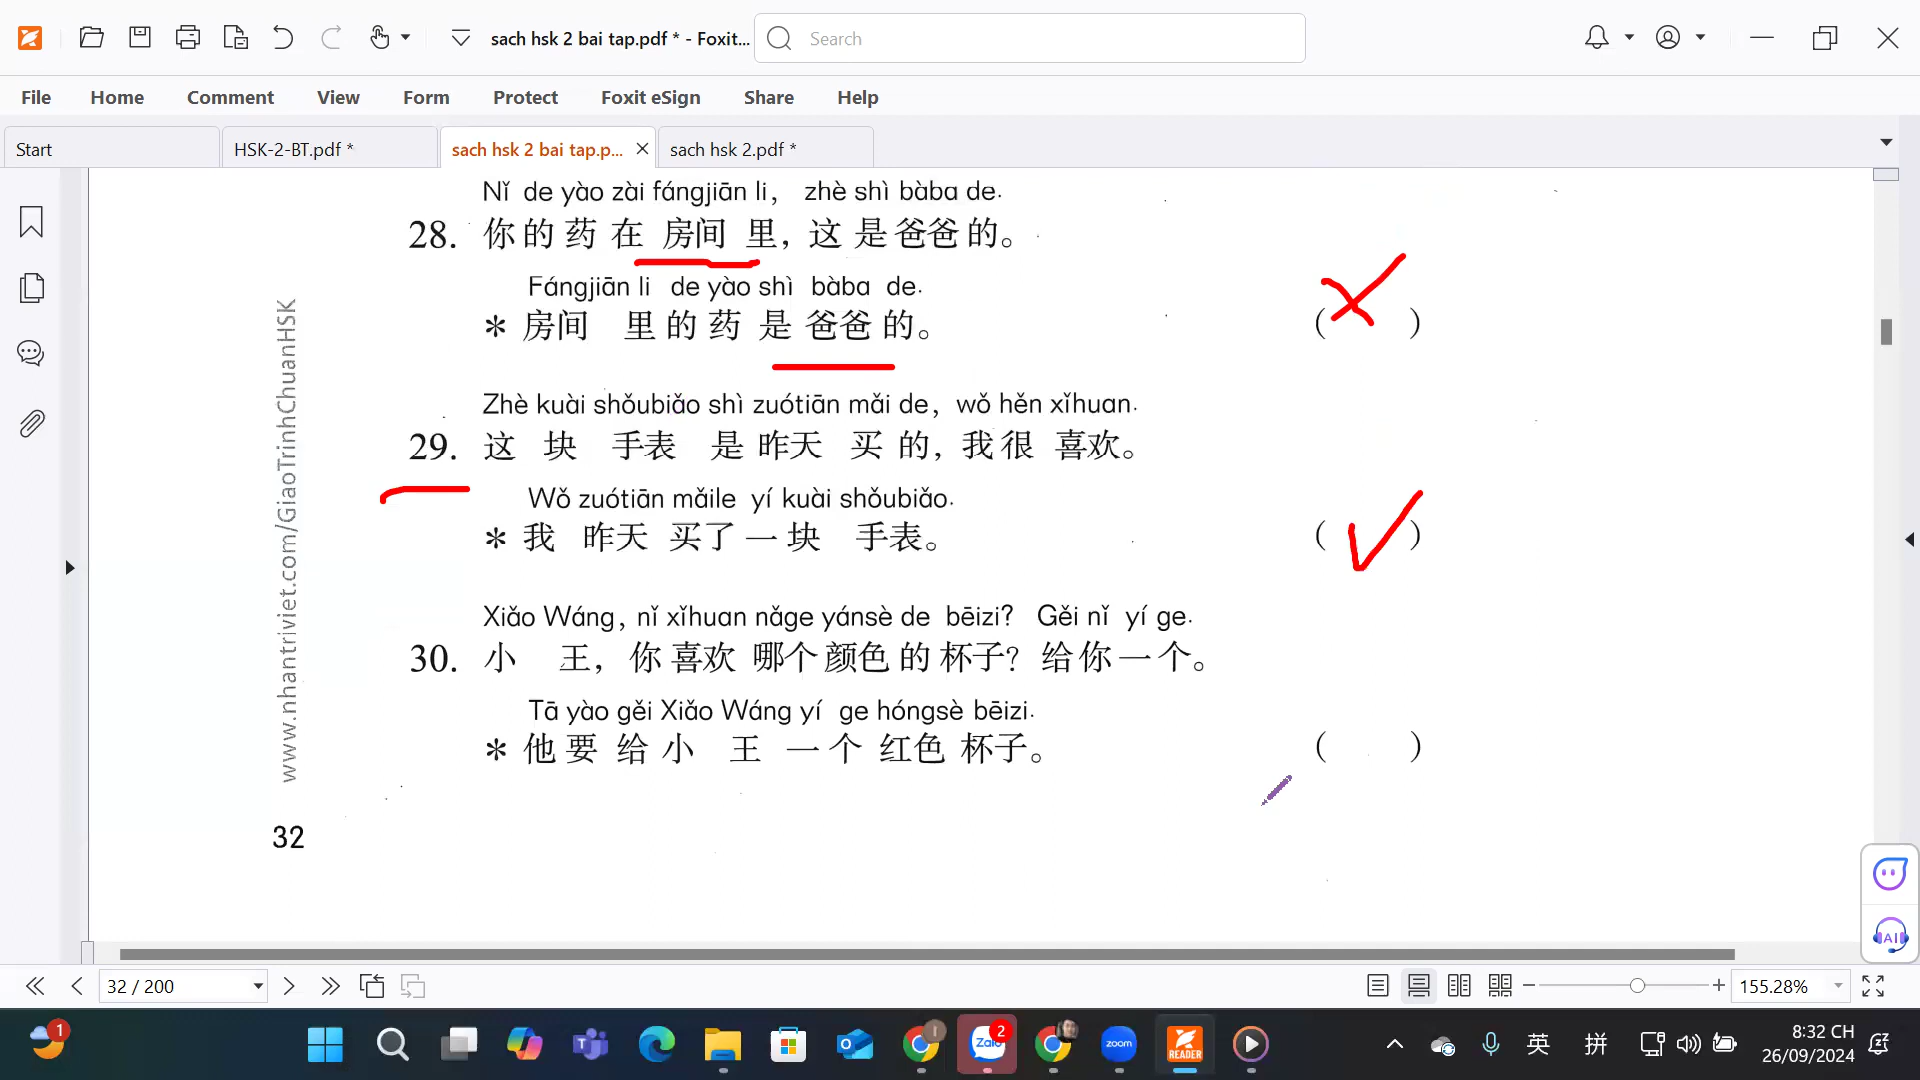 sach hsk 2 bai tap.pdf * - Foxit...
Search
File Home Comment View Form Protect Foxit eSign Share Help
Start
HSK-2-BT.pdf *
sach hsk 2 bai tap.p...
sach hsk 2.pdf *
Nǐ de yào zài fángjiān li, zhè shì bàba de.
28. 你的药在房间里,这是爸爸的。
Fángjiān li de yào shì bàba de.
* 房间里的药是爸爸的。 ( )
Zhè kuài shǒubiǎo shì zuótiān mǎi de, wǒ hěn xǐhuan.
29. 这块手表是昨天买的,我很喜欢。
Wǒ zuótiān mǎile yí kuài shǒubiǎo.
* 我昨天买了一块手表。 ( )
Xiǎo Wáng, nǐ xǐhuan nǎge yánsè de bēizi? Gěi nǐ yí ge.
30. 小王,你喜欢哪个颜色的杯子?给你一个。
Tā yào gěi Xiǎo Wáng yí ge hóngsè bēizi.
* 他要给小王一个红色杯子。 ( )
www.nhantriviet.com/GiaoTrinhChuanHSK
32
AI
32 / 200
155.28%
1
2
Zalo
zoom
READER
英
拼
8:32 CH
26/09/2024